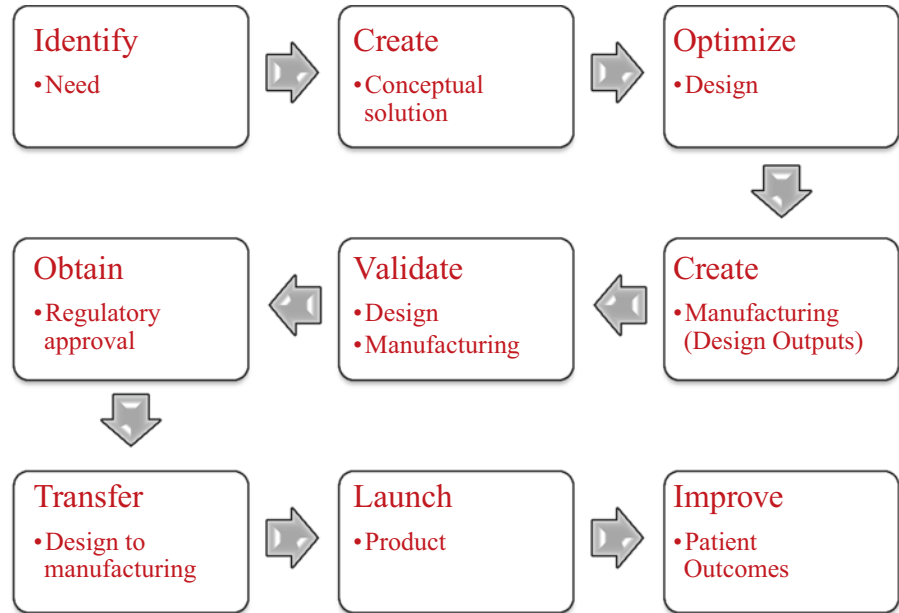 Identify
•Need
Create
•Conceptual
solution
Optimize
•Design
Obtain
•Regulatory
approval
Validate
•Design
•Manufacturing
Create
•Manufacturing
(Design Outputs)
Transfer
•Design to
manufacturing
Launch
•Product
Improve
•Patient
Outcomes